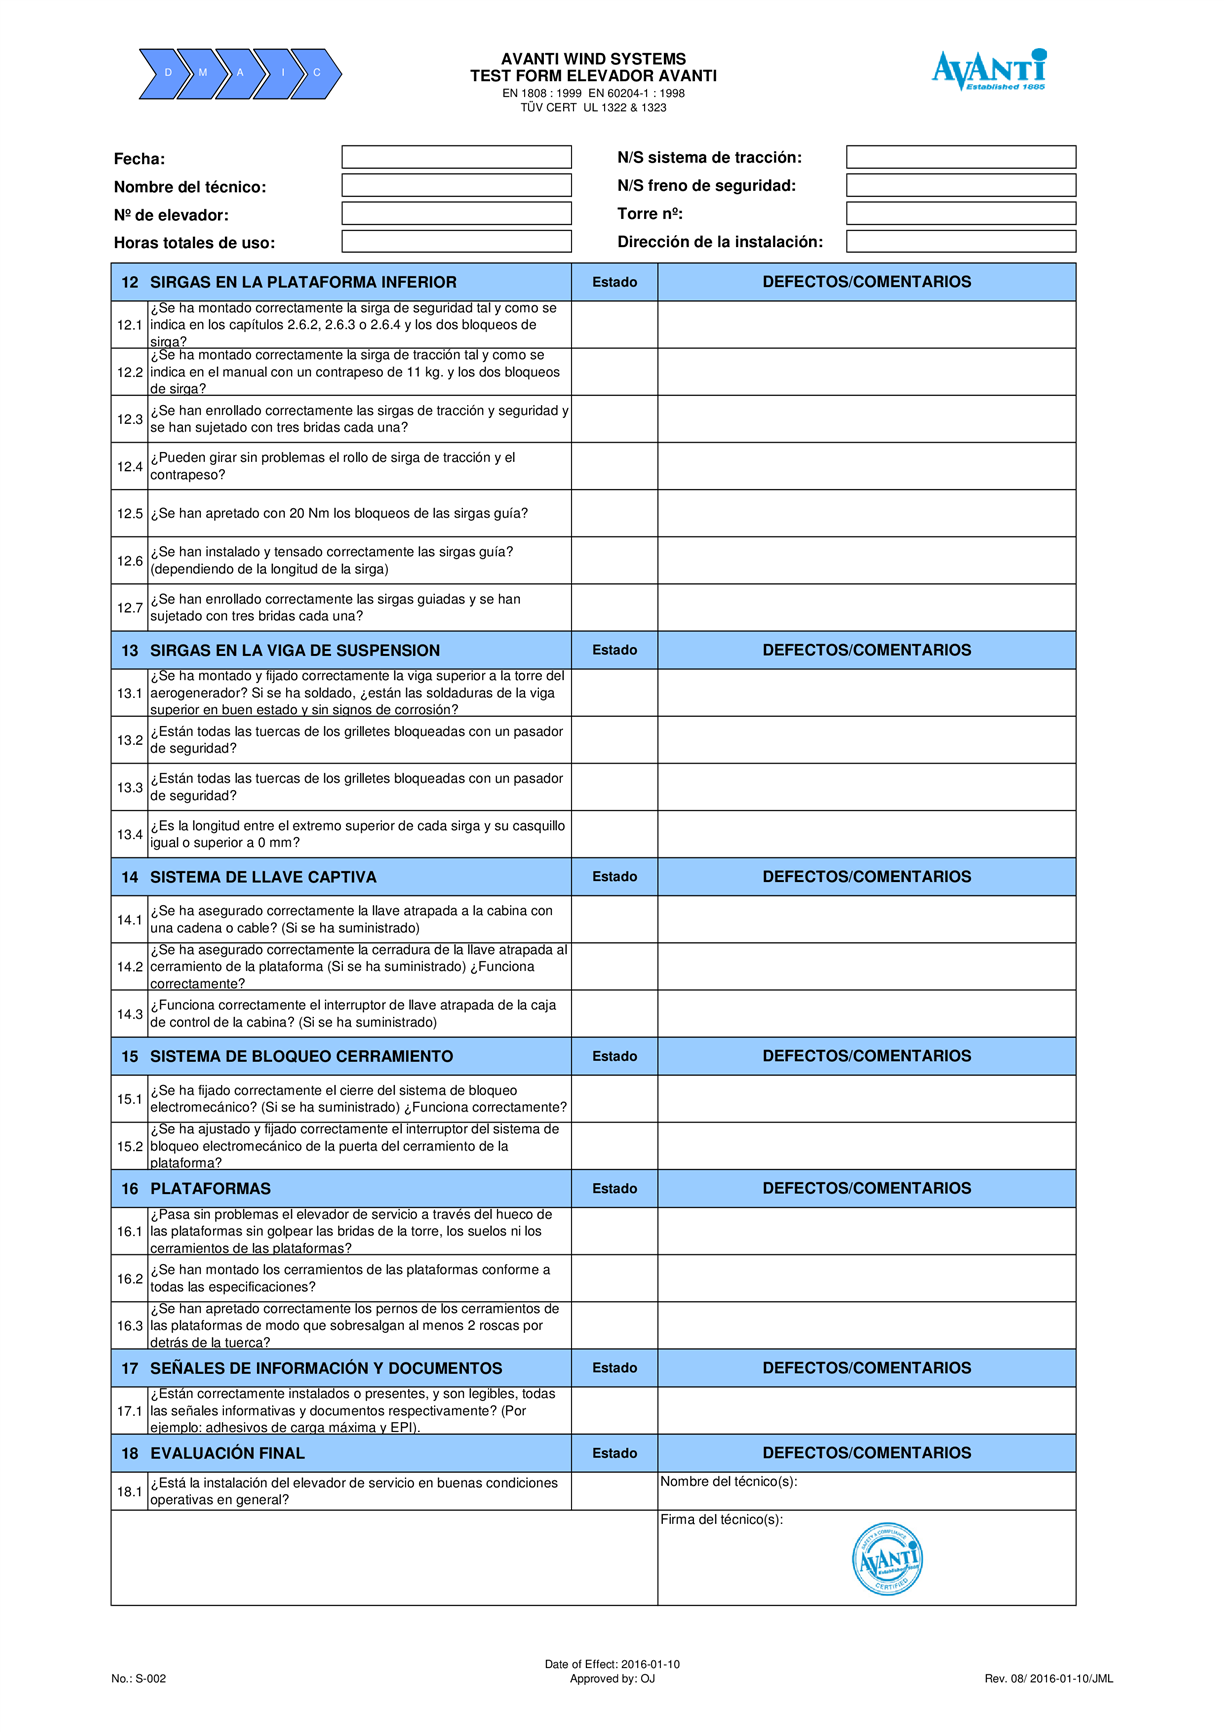 D M A I C
AVANTI WIND SYSTEMS
TEST FORM ELEVADOR AVANTI
EN 1808 : 1999 EN 60204-1 : 1998
TÜV CERT UL 1322 & 1323
AVANTI
Established 1885
Fecha:
N/S sistema de tracción:
Nombre del técnico:
N/S freno de seguridad:
Nº de elevador:
Torre nº:
Horas totales de uso:
Dirección de la instalación:
12 SIRGAS EN LA PLATAFORMA INFERIOR Estado DEFECTOS/COMENTARIOS
12.1 ¿Se ha montado correctamente la sirga de seguridad tal y como se
indica en los capítulos 2.6.2, 2.6.3 o 2.6.4 y los dos bloqueos de
sirga?
12.2 ¿Se ha montado correctamente la sirga de tracción tal y como se
indica en el manual con un contrapeso de 11 kg. y los dos bloqueos
de sirga?
12.3 ¿Se han enrollado correctamente las sirgas de tracción y seguridad y
se han sujetado con tres bridas cada una?
12.4 ¿Pueden girar sin problemas el rollo de sirga de tracción y el
contrapeso?
12.5 ¿Se han apretado con 20 Nm los bloqueos de las sirgas guía?
12.6 ¿Se han instalado y tensado correctamente las sirgas guía?
(dependiendo de la longitud de la sirga)
12.7 ¿Se han enrollado correctamente las sirgas guiadas y se han
sujetado con tres bridas cada una?
13 SIRGAS EN LA VIGA DE SUSPENSION Estado DEFECTOS/COMENTARIOS
13.1 ¿Se ha montado y fijado correctamente la viga superior a la torre del
aerogenerador? Si se ha soldado, ¿están las soldaduras de la viga
superior en buen estado y sin signos de corrosión?
13.2 ¿Están todas las tuercas de los grilletes bloqueadas con un pasador
de seguridad?
13.3 ¿Están todas las tuercas de los grilletes bloqueadas con un pasador
de seguridad?
13.4 ¿Es la longitud entre el extremo superior de cada sirga y su casquillo
igual o superior a 0 mm?
14 SISTEMA DE LLAVE CAPTIVA Estado DEFECTOS/COMENTARIOS
14.1 ¿Se ha asegurado correctamente la llave atrapada a la cabina con
una cadena o cable? (Si se ha suministrado)
14.2 ¿Se ha asegurado correctamente la cerradura de la llave atrapada al
cerramiento de la plataforma (Si se ha suministrado) ¿Funciona
correctamente?
14.3 ¿Funciona correctamente el interruptor de llave atrapada de la caja
de control de la cabina? (Si se ha suministrado)
15 SISTEMA DE BLOQUEO CERRAMIENTO Estado DEFECTOS/COMENTARIOS
15.1 ¿Se ha fijado correctamente el cierre del sistema de bloqueo
electromecánico? (Si se ha suministrado) ¿Funciona correctamente?
15.2 ¿Se ha ajustado y fijado correctamente el interruptor del sistema de
bloqueo electromecánico de la puerta del cerramiento de la
plataforma?
16 PLATAFORMAS Estado DEFECTOS/COMENTARIOS
16.1 ¿Pasa sin problemas el elevador de servicio a través del hueco de
las plataformas sin golpear las bridas de la torre, los suelos ni los
cerramientos de las plataformas?
16.2 ¿Se han montado los cerramientos de las plataformas conforme a
todas las especificaciones?
16.3 ¿Se han apretado correctamente los pernos de los cerramientos de
las plataformas de modo que sobresalgan al menos 2 roscas por
detrás de la tuerca?
17 SEÑALES DE INFORMACIÓN Y DOCUMENTOS Estado DEFECTOS/COMENTARIOS
17.1 ¿Están correctamente instalados o presentes, y son legibles, todas
las señales informativas y documentos respectivamente? (Por
ejemplo: adhesivos de carga máxima y EPI).
18 EVALUACIÓN FINAL Estado DEFECTOS/COMENTARIOS
18.1 ¿Está la instalación del elevador de servicio en buenas condiciones
operativas en general?
Nombre del técnico(s):
Firma del técnico(s):
SAFETY & COMPLIANCE
AVANTI
Established 1885
CERTIFIED
Date of Effect: 2016-01-10
No.: S-002 Approved by: OJ Rev. 08/ 2016-01-10/JML